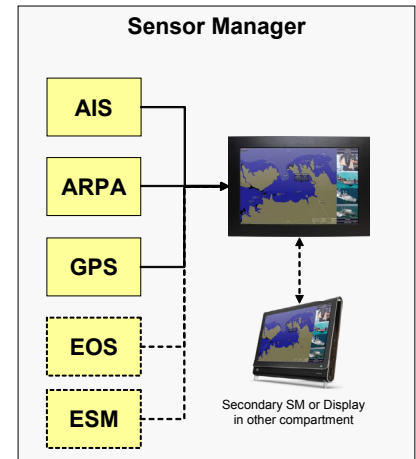 Sensor Manager
AIS
ARPA
GPS
EOS
ESM
Secondary SM or Display
in other compartment